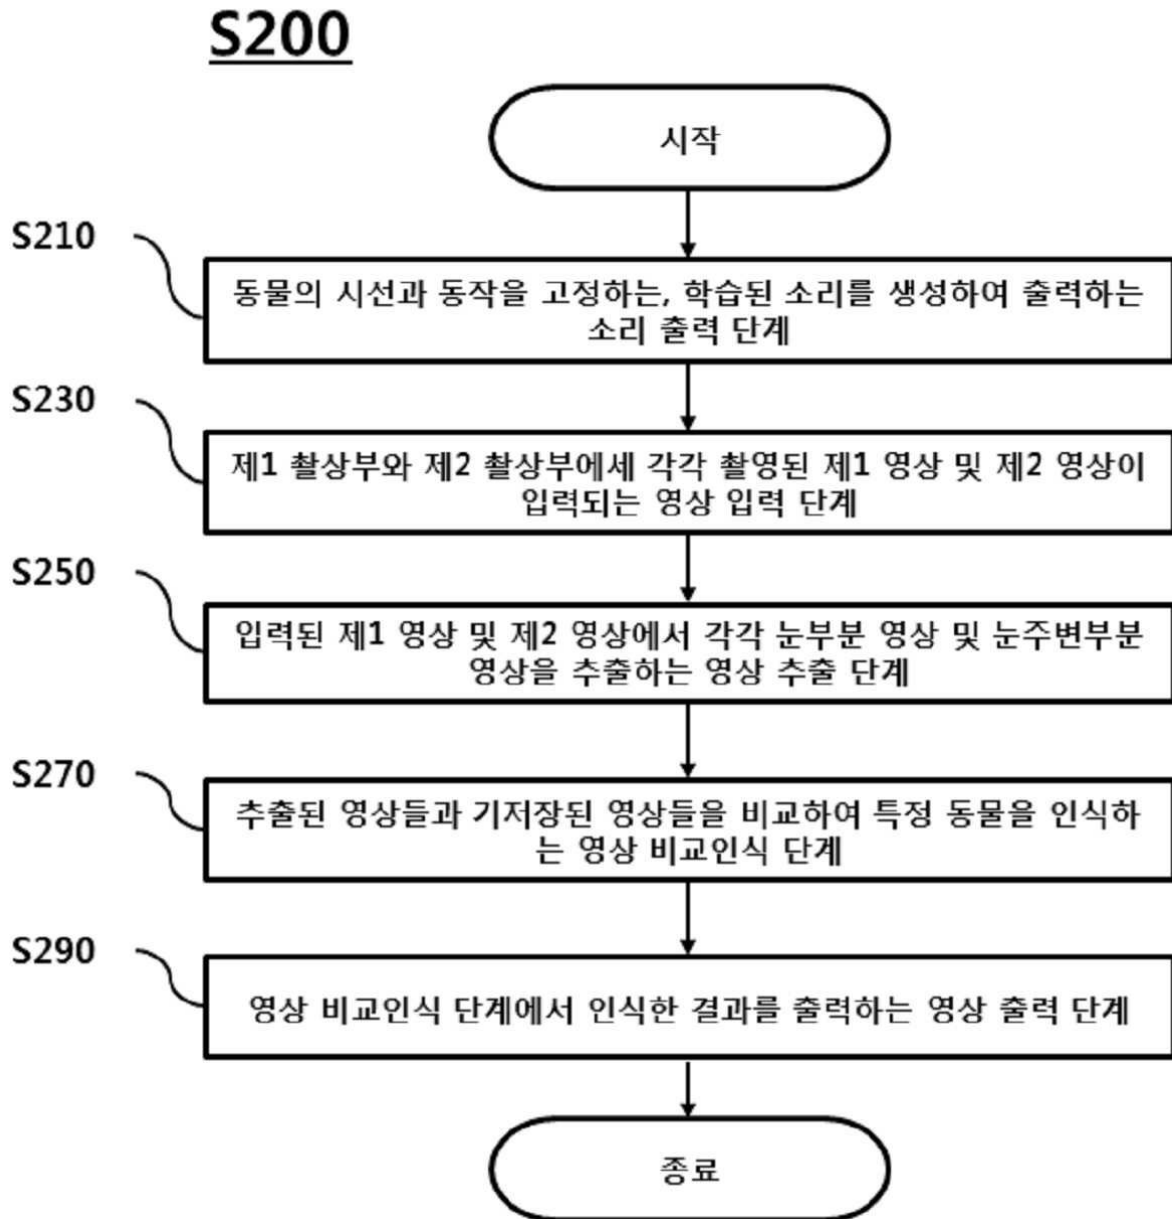 S200
시작
S210
동물의 시선과 동작을 고정하는, 학습된 소리를 생성하여 출력하는
소리 출력 단계
S230
제1 촬상부와 제2 촬상부에세 각각 촬영된 제1 영상 및 제2 영상이
입력되는 영상 입력 단계
S250
입력된 제1 영상 및 제2 영상에서 각각 눈부분 영상 및 눈주변부분
영상을 추출하는 영상 추출 단계
S270
추출된 영상들과 기저장된 영상들을 비교하여 특정 동물을 인식하
는 영상 비교인식 단계
S290
영상 비교인식 단계에서 인식한 결과를 출력하는 영상 출력 단계
종료